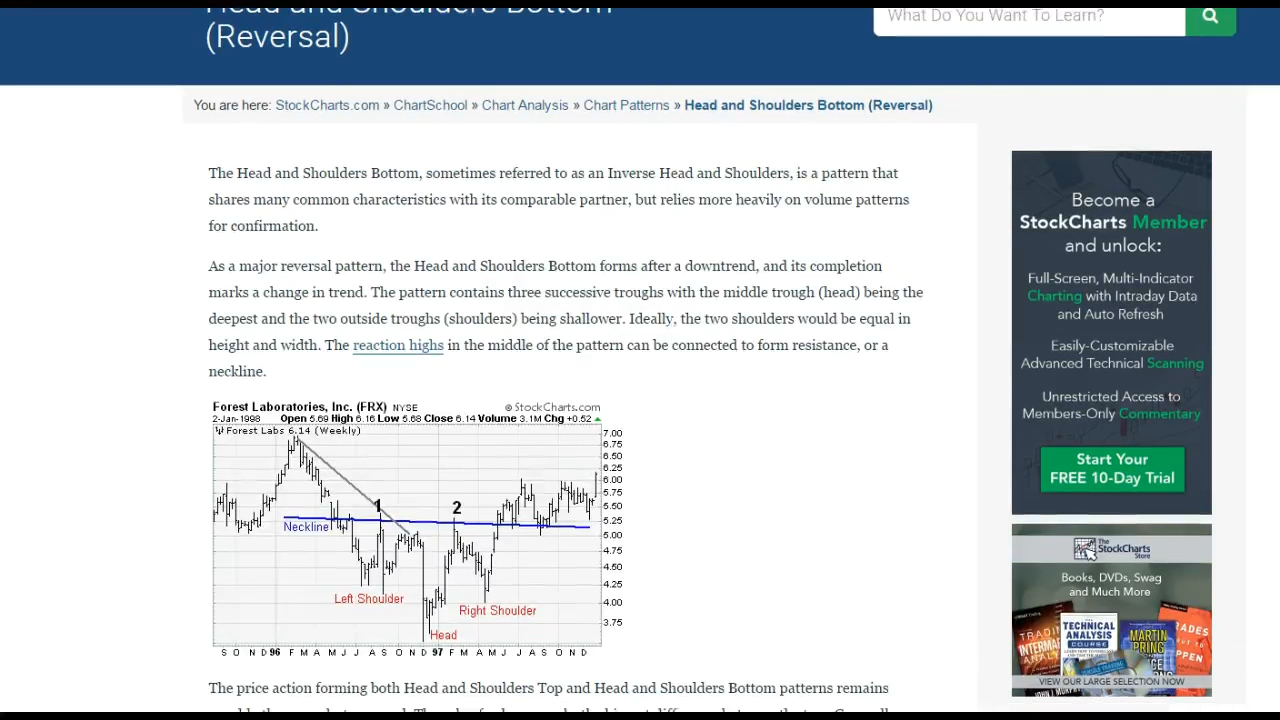 Head and Shoulders Bottom
(Reversal)
What Do You Want To Learn?
You are here: StockCharts.com » ChartSchool » Chart Analysis » Chart Patterns » Head and Shoulders Bottom (Reversal)
The Head and Shoulders Bottom, sometimes referred to as an Inverse Head and Shoulders, is a pattern that
shares many common characteristics with its comparable partner, but relies more heavily on volume patterns
for confirmation.
As a major reversal pattern, the Head and Shoulders Bottom forms after a downtrend, and its completion
marks a change in trend. The pattern contains three successive troughs with the middle trough (head) being the
deepest and the two outside troughs (shoulders) being shallower. Ideally, the two shoulders would be equal in
height and width. The reaction highs in the middle of the pattern can be connected to form resistance, or a
neckline.
Forest Laboratories, Inc. (FRX) NYSE © StockCharts.com
2-Jan-1998 Open 5.69 High 6.16 Low 5.68 Close 6.14 Volume 3.1M Chg +0.52
Forest Labs 6.14 (Weekly)
7.00
6.75
6.50
6.25
6.00
5.75
5.50
5.25
5.00
4.75
4.50
4.25
4.00
3.75
1
2
Neckline
Left Shoulder
Right Shoulder
Head
S O N D 96 F M A M J J A S O N D 97 F M A M J J A S O N D
The price action forming both Head and Shoulders Top and Head and Shoulders Bottom patterns remains
Become a
StockCharts Member
and unlock:
Full-Screen, Multi-Indicator
Charting with Intraday Data
and Auto Refresh
Easily-Customizable
Advanced Technical Scanning
Unrestricted Access to
Members-Only Commentary
Start Your
FREE 10-Day Trial
The
StockCharts
Store
Books, DVDs, Swag
and Much More
TECHNICAL
ANALYSIS
COURSE
MARTIN
PRING
VIEW OUR LARGE SELECTION NOW